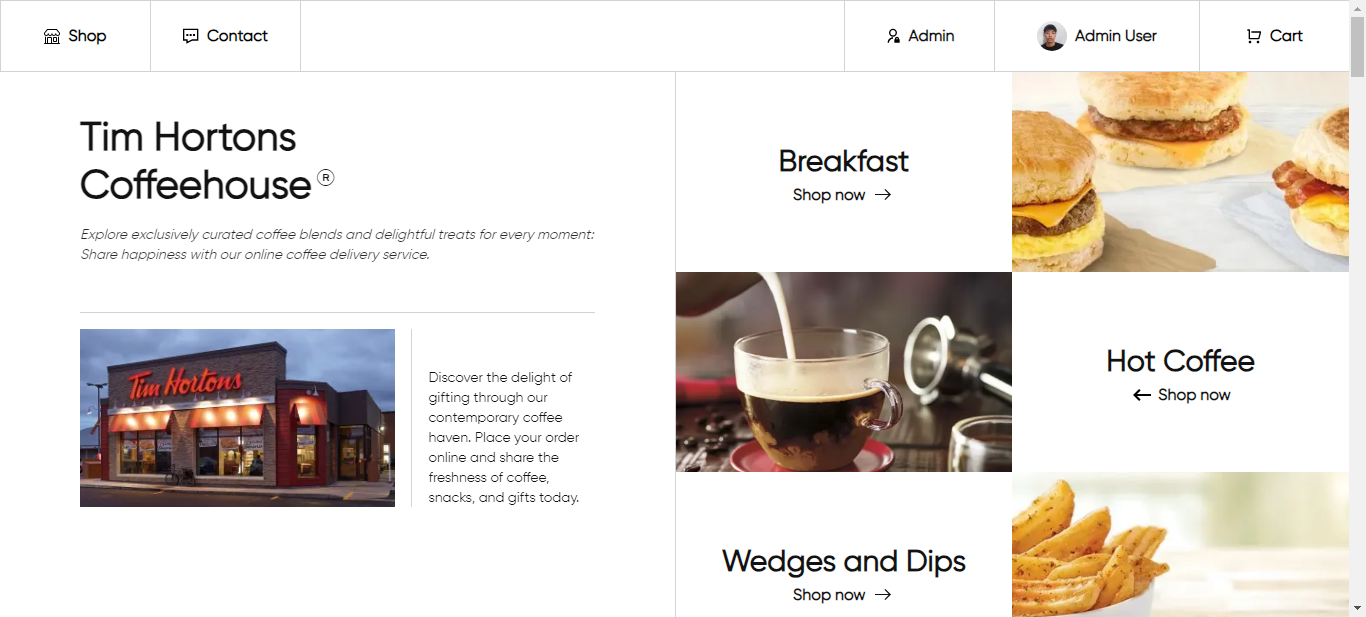 Shop
Contact
Admin
Admin User
Cart
Tim Hortons
Coffeehouse®
Explore exclusively curated coffee blends and delightful treats for every moment:
Share happiness with our online coffee delivery service.
Tim Hortons
Discover the delight of
gifting through our
contemporary coffee
haven. Place your order
online and share the
freshness of coffee,
snacks, and gifts today.
Breakfast
Shop now →
Hot Coffee
← Shop now
Wedges and Dips
Shop now →